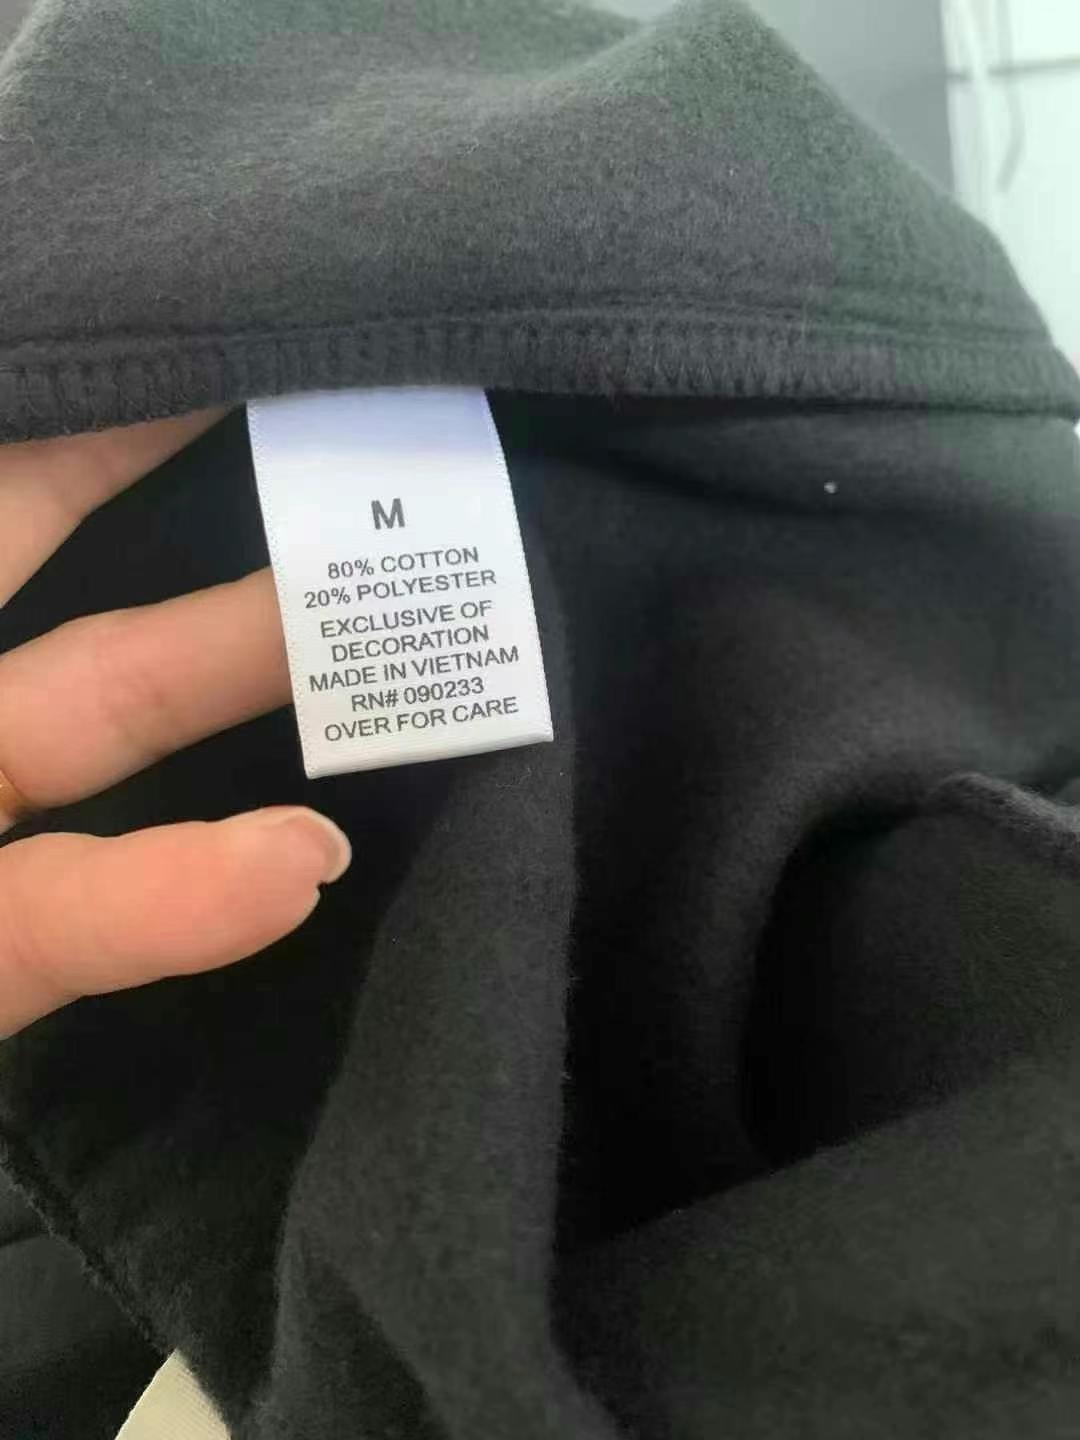 M
80% COTTON
20% POLYESTER
EXCLUSIVE OF
DECORATION
MADE IN VIETNAM
RN# 090233
OVER FOR CARE